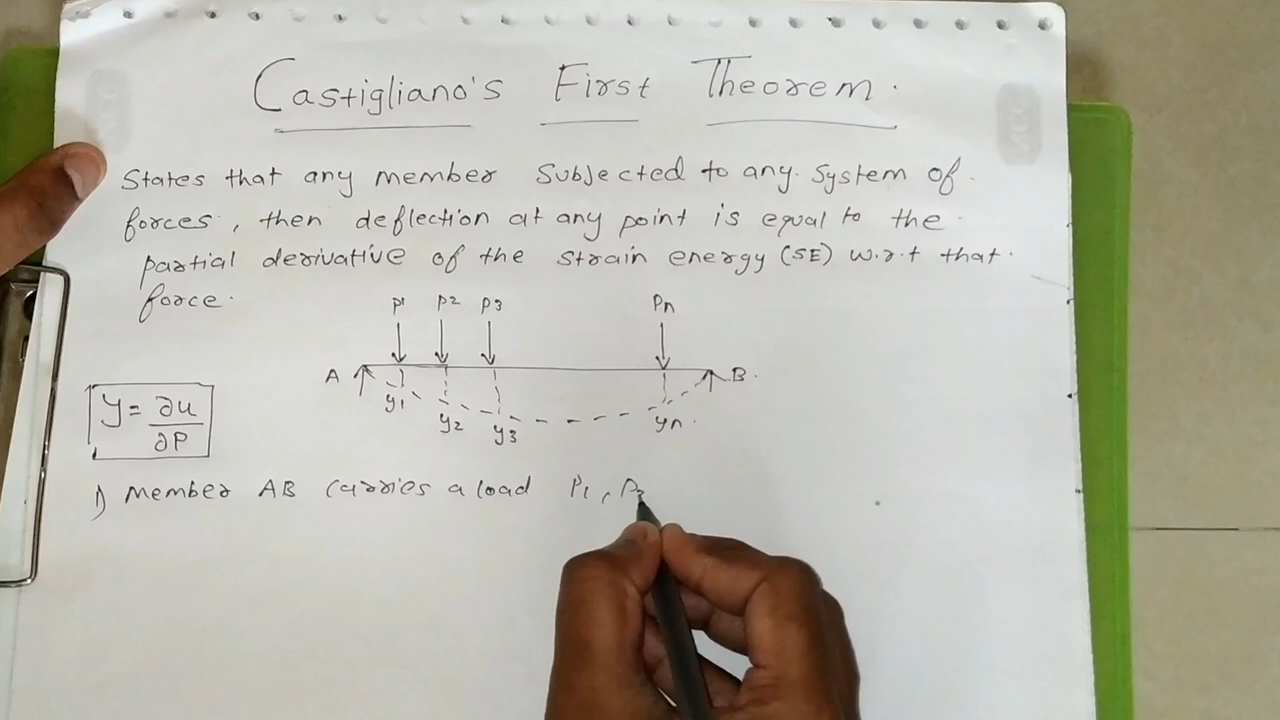 Castigliano's First Theorem.
States that any member subjected to any system of
forces, then deflection at any point is equal to the
partial derivative of the strain energy (SE) w.r.t that
force.
P1 P2 P3 Pn
A B.
y1 y2 y3 yn.
y = ∂u/∂P
1) Member AB carries a load P1, P2